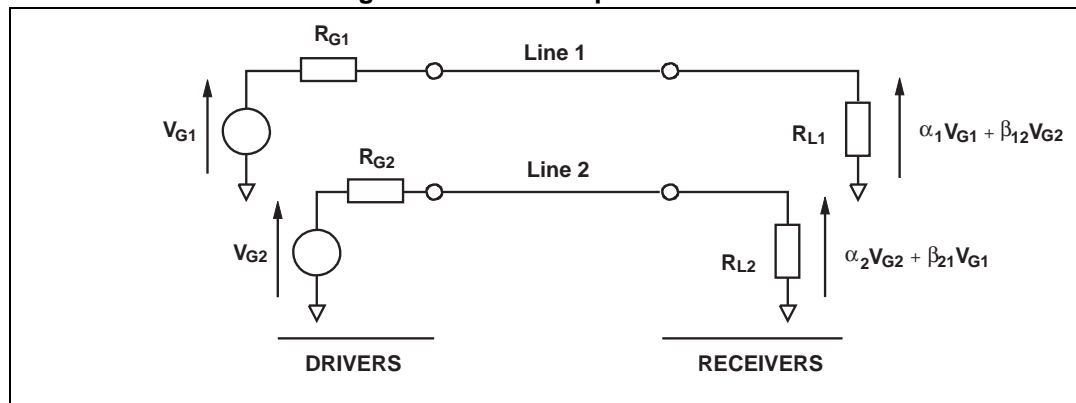 R_G1
Line 1
V_G1
R_L1
α_1V_G1 + β_12V_G2
R_G2
Line 2
V_G2
R_L2
α_2V_G2 + β_21V_G1
DRIVERS
RECEIVERS